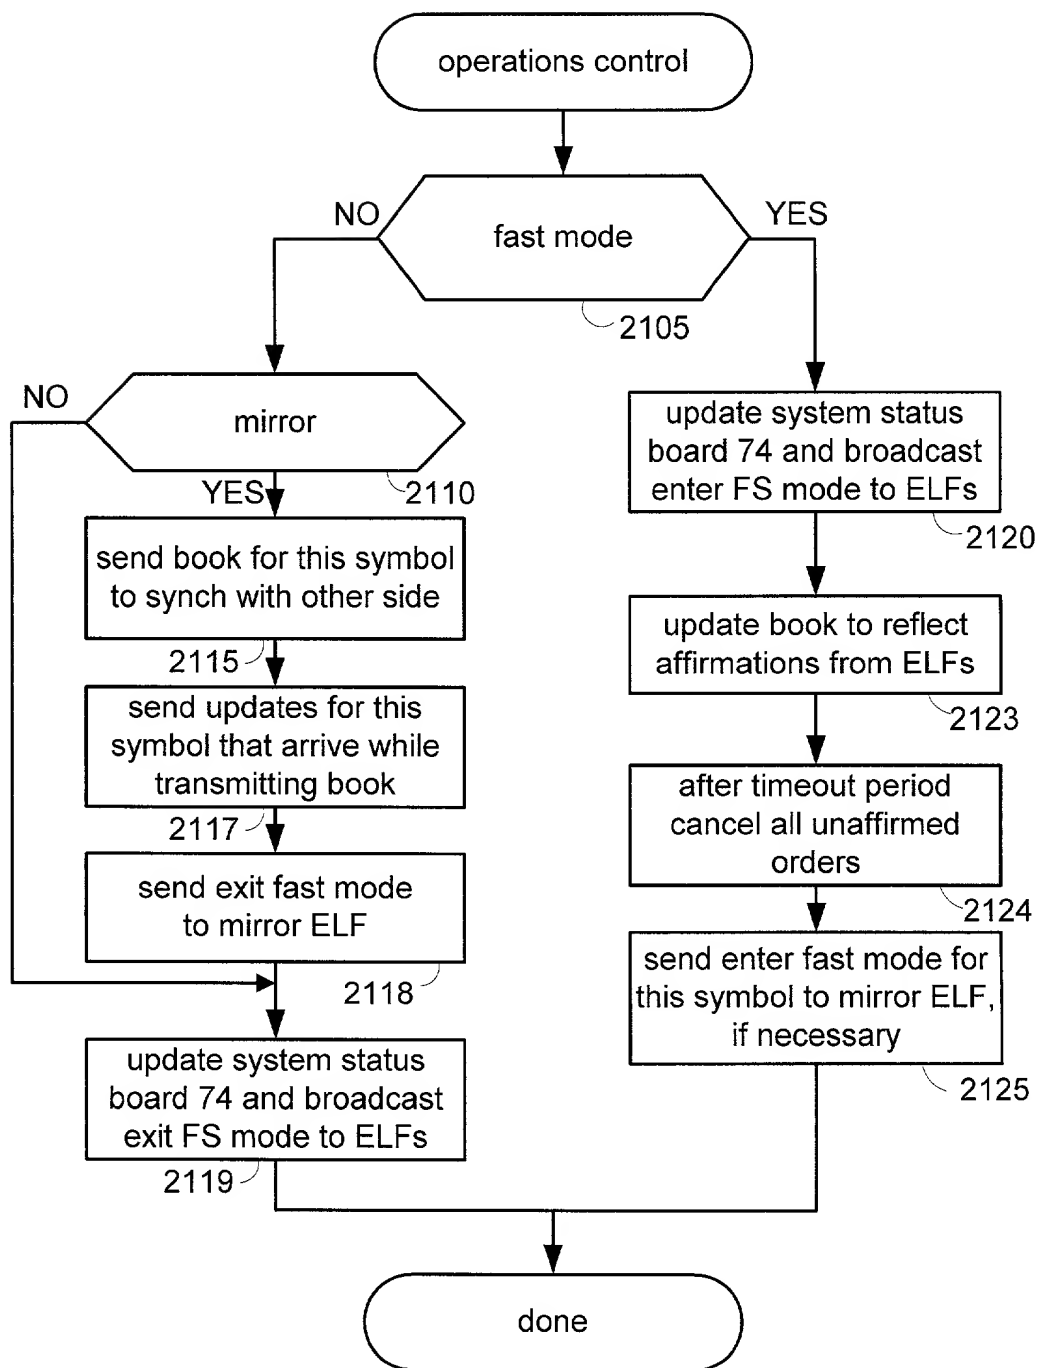 operations control
NO
YES
fast mode
2105
NO
mirror
YES
2110
send book for this symbol
to synch with other side
2115
send updates for this
symbol that arrive while
transmitting book
2117
send exit fast mode
to mirror ELF
2118
update system status
board 74 and broadcast
exit FS mode to ELFs
2119
update system status
board 74 and broadcast
enter FS mode to ELFs
2120
update book to reflect
affirmations from ELFs
2123
after timeout period
cancel all unaffirmed
orders
2124
send enter fast mode for
this symbol to mirror ELF,
if necessary
2125
done